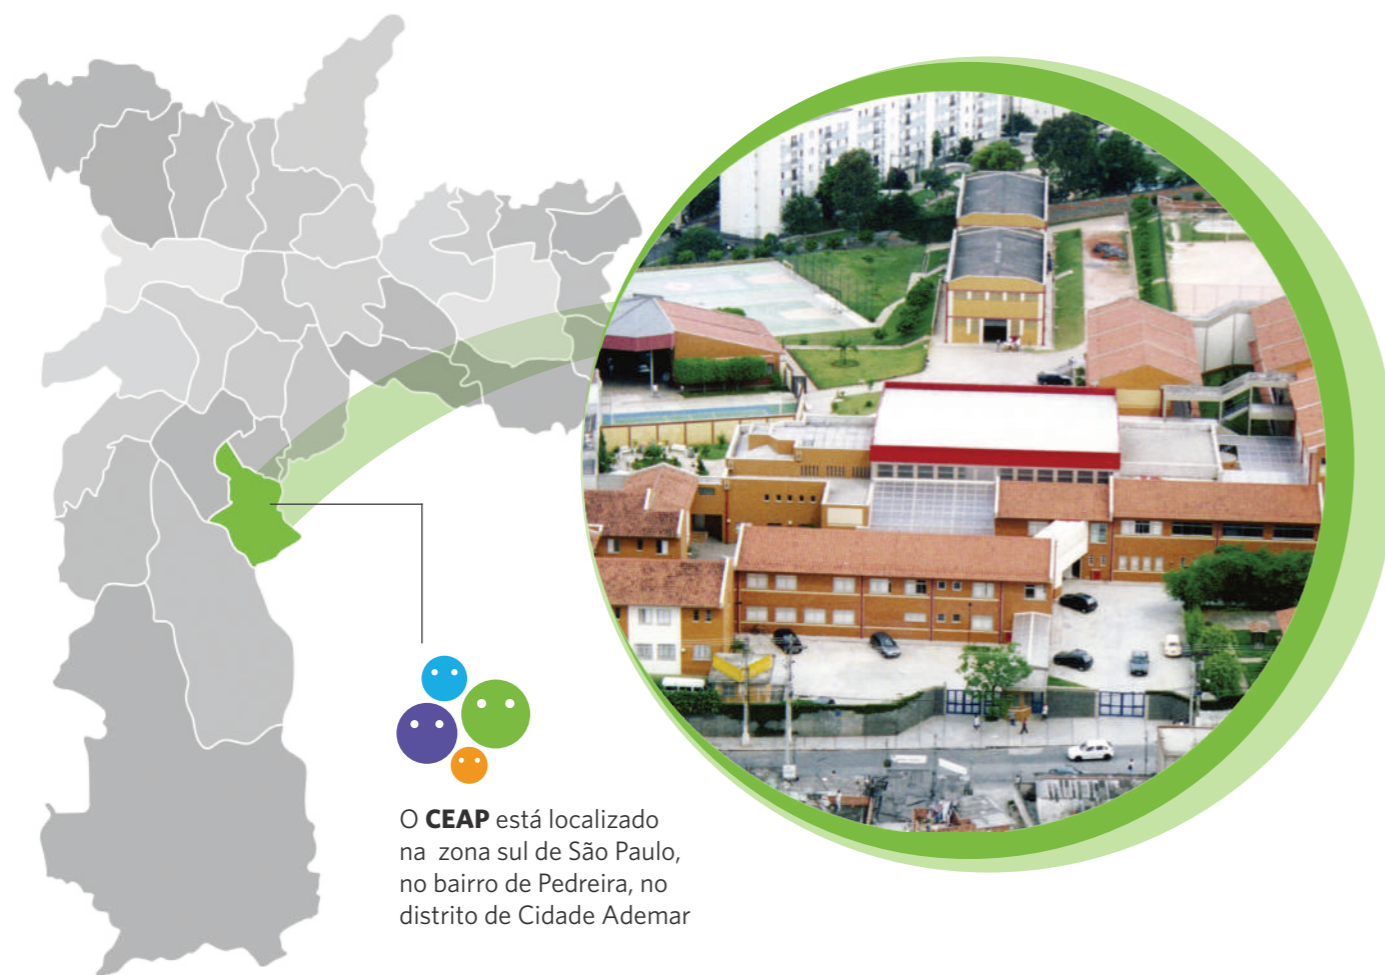 O CEAP está localizado
na zona sul de São Paulo,
no bairro de Pedreira, no
distrito de Cidade Ademar